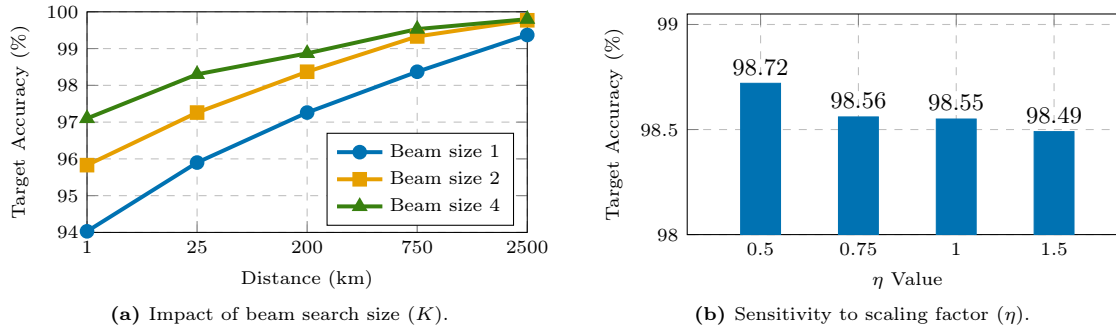 Target Accuracy (%)
100
99
98
97
96
95
94
Beam size 1
Beam size 2
Beam size 4
1 25 200 750 2500
Distance (km)
(a) Impact of beam search size (K).
Target Accuracy (%)
99
98.5
98
98.72
98.56
98.55
98.49
0.5 0.75 1 1.5
η Value
(b) Sensitivity to scaling factor (η).